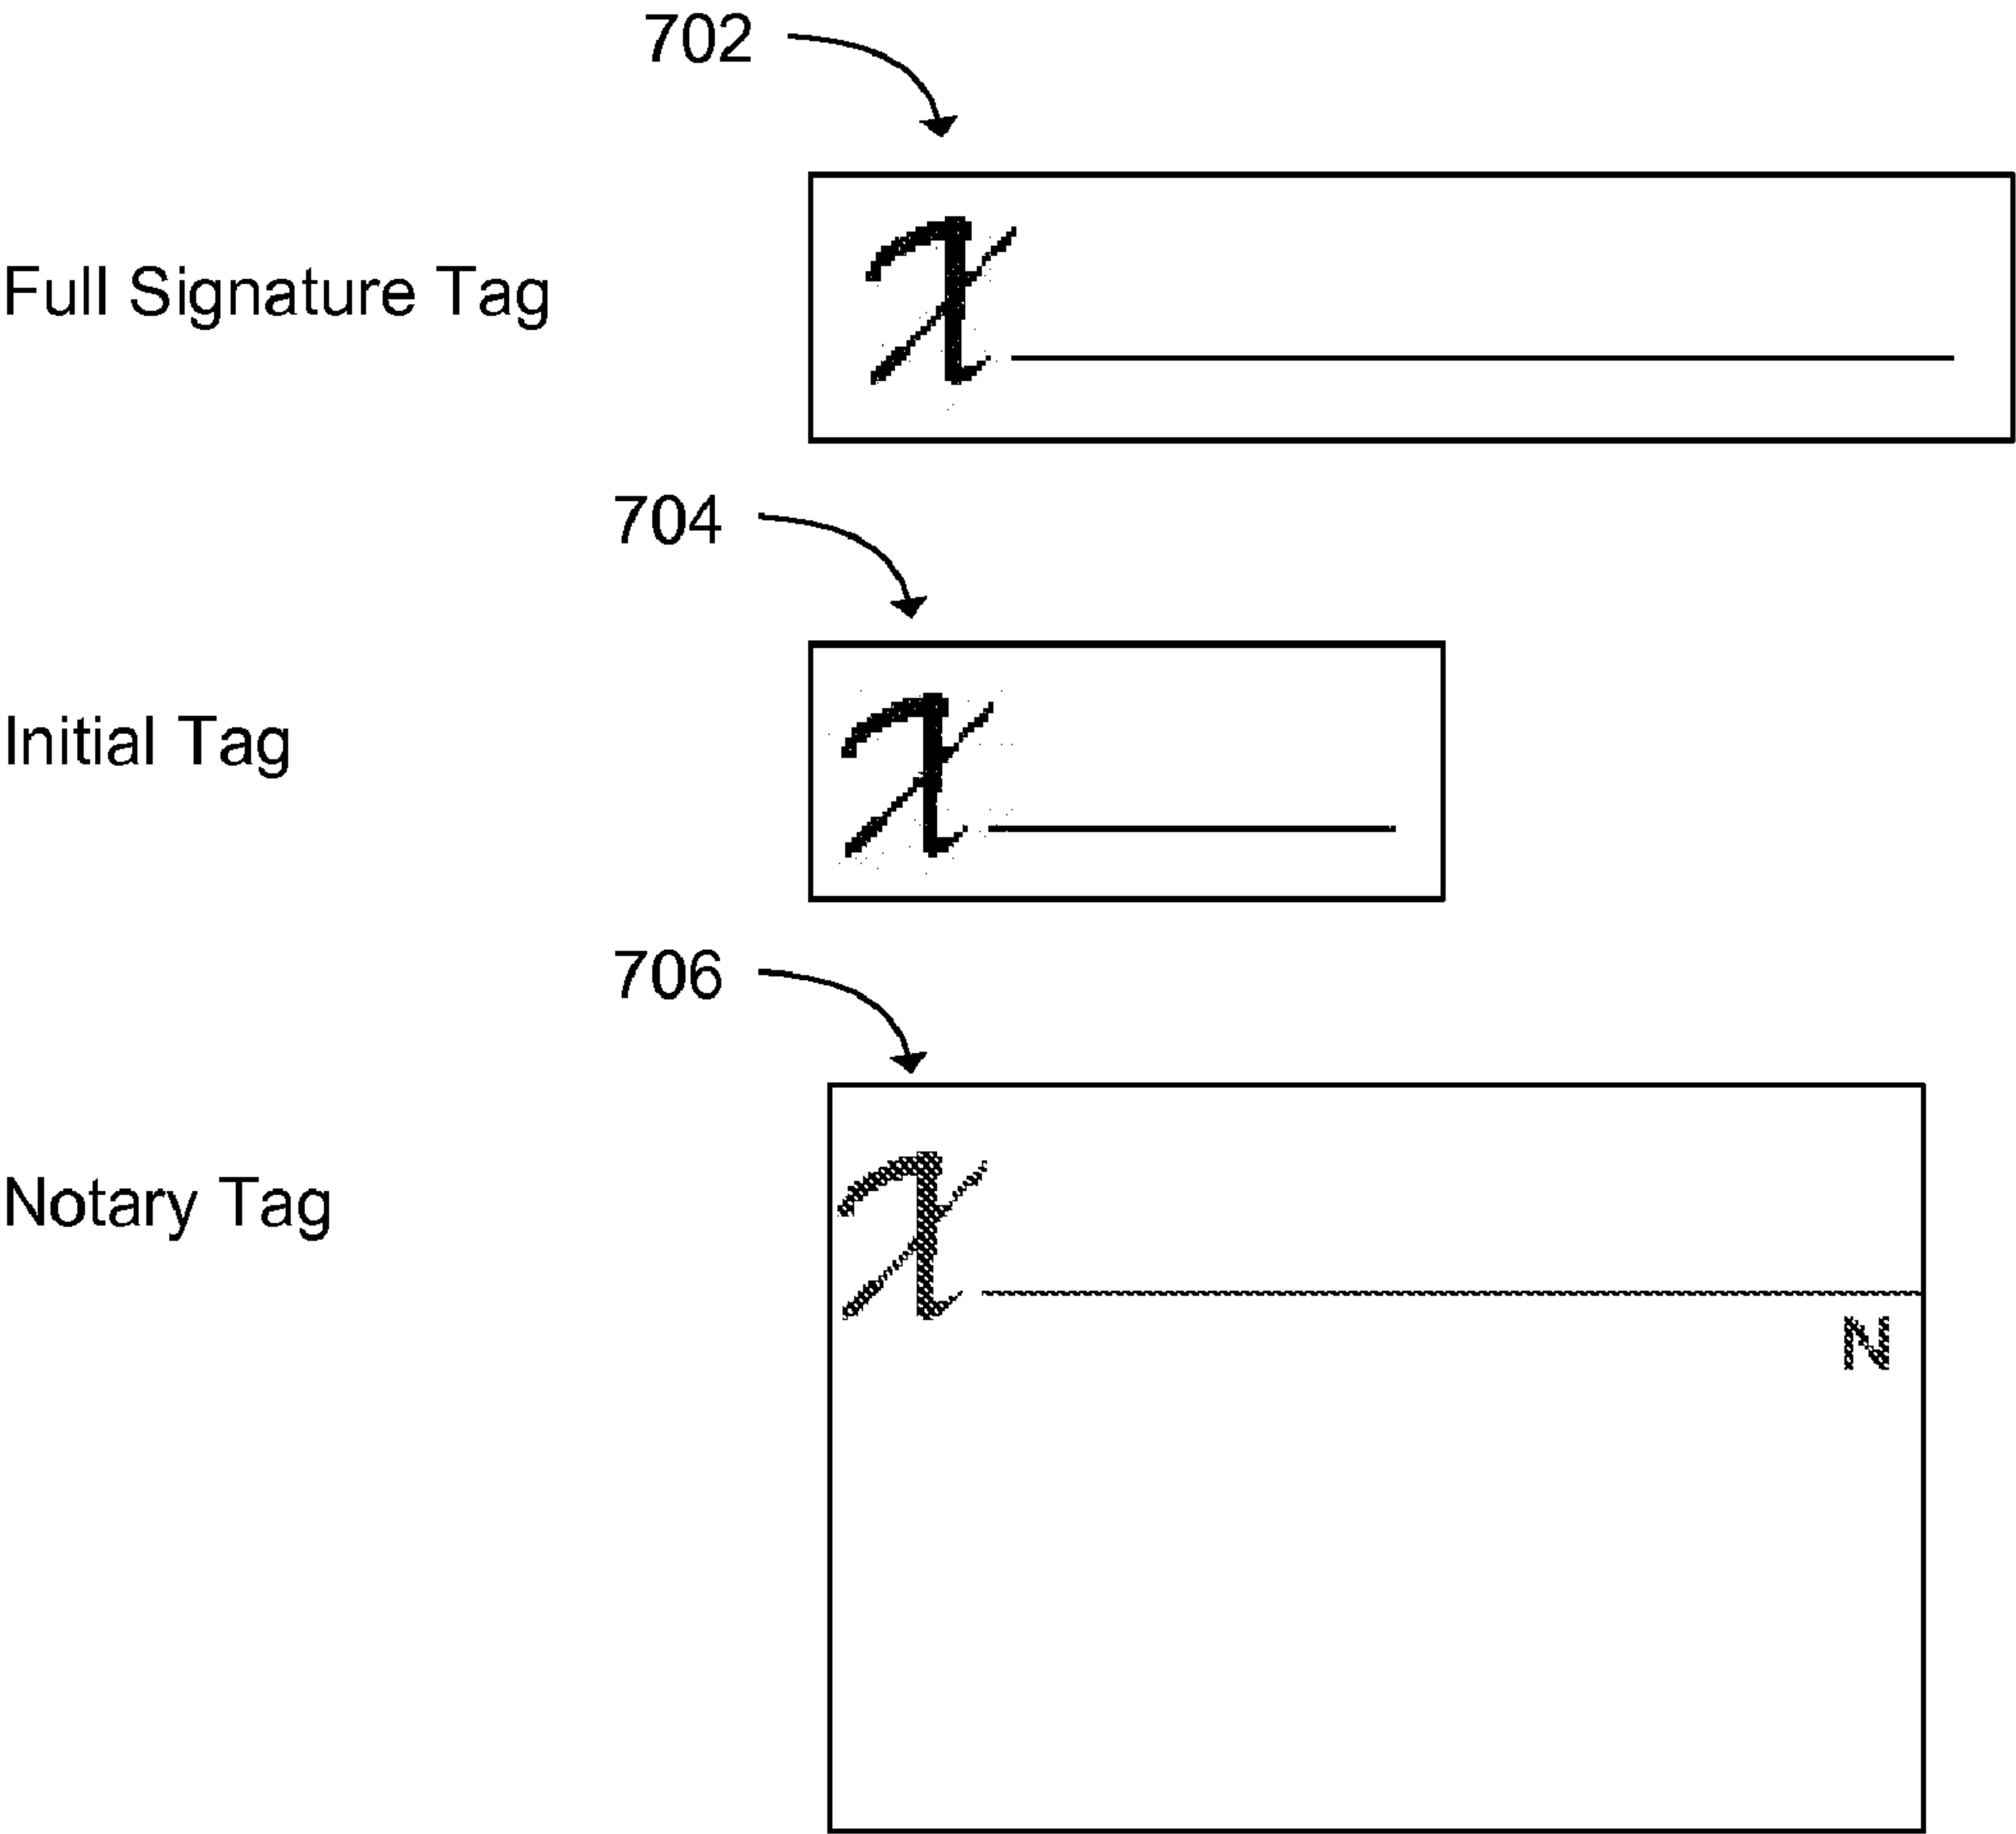 702
Full Signature Tag
X
704
Initial Tag
X
706
Notary Tag
X
N